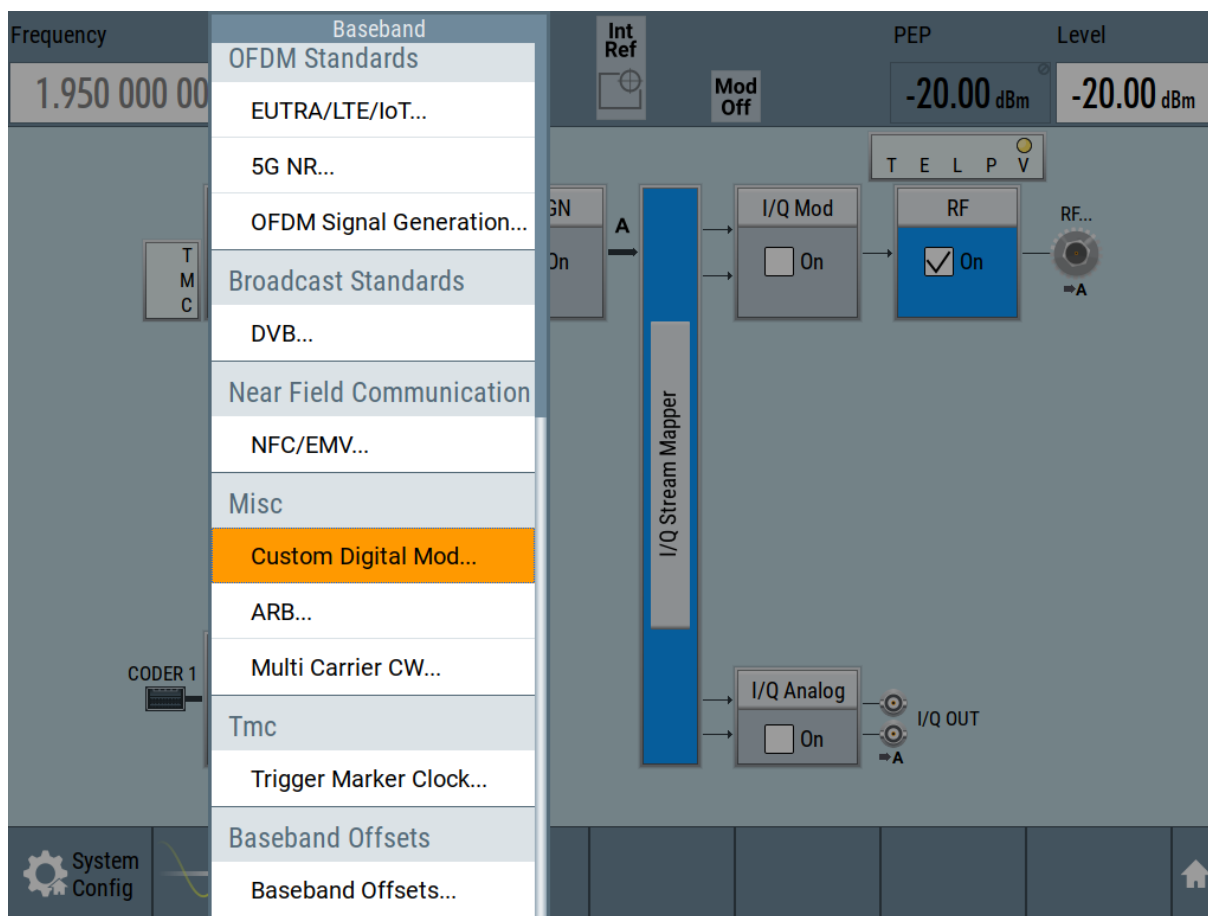 Frequency
Baseband
Int
Ref
PEP
Level
1.950 000 00
Mod
Off
-20.00 dBm
-20.00 dBm
OFDM Standards
EUTRA/LTE/IoT...
5G NR...
OFDM Signal Generation...
Broadcast Standards
DVB...
Near Field Communication
NFC/EMV...
Misc
Custom Digital Mod...
ARB...
Multi Carrier CW...
Tmc
Trigger Marker Clock...
Baseband Offsets
Baseband Offsets...
T E L P V
T
M
C
GN
On
A
I/Q Mod
On
RF
On
RF...
⇒A
I/Q Stream Mapper
CODER 1
I/Q Analog
On
I/Q OUT
⇒A
System
Config